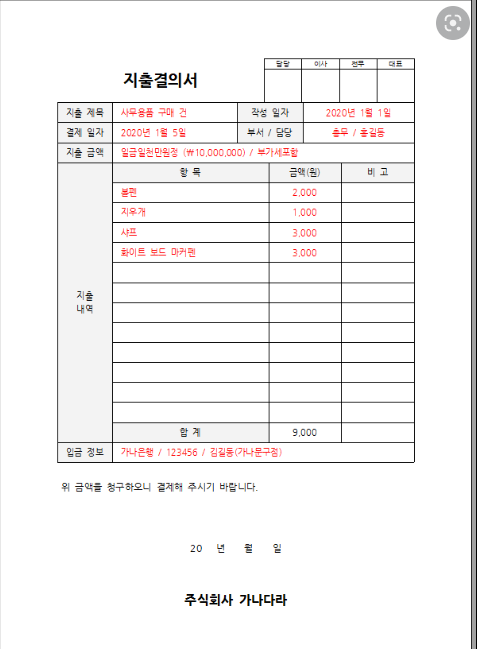 담당 이사 전무 대표
지출결의서
지출 제목 사무용품 구매 건 작성 일자 2020년 1월 1일
결제 일자 2020년 1월 5일 부서 / 담당 총무 / 홍길동
지출 금액 일금일천만원정 (₩10,000,000) / 부가세포함
항 목 금액(원) 비 고
볼펜 2,000
지우개 1,000
샤프 3,000
화이트 보드 마커펜 3,000
지출
내역
합 계 9,000
입금 정보 가나은행 / 123456 / 김길동(가나문구점)
위 금액을 청구하오니 결제해 주시기 바랍니다.
20 년 월 일
주식회사 가나다라